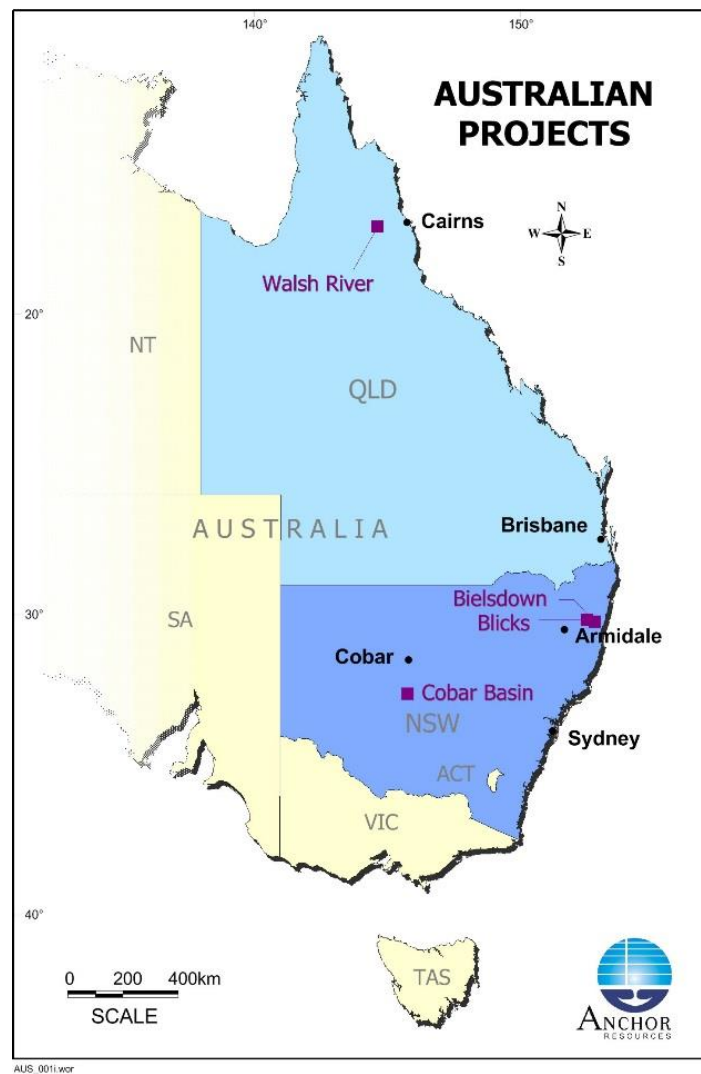 140°
150°
AUSTRALIAN
PROJECTS
N
W E
S
Cairns
Walsh River
20°
NT
QLD
AUSTRALIA
Brisbane
Bielsdown
Blicks
Armidale
30°
SA
Cobar
Cobar Basin
NSW
Sydney
ACT
VIC
40°
TAS
0 200 400km
SCALE
ANCHOR
RESOURCES
AUS_001i.wor